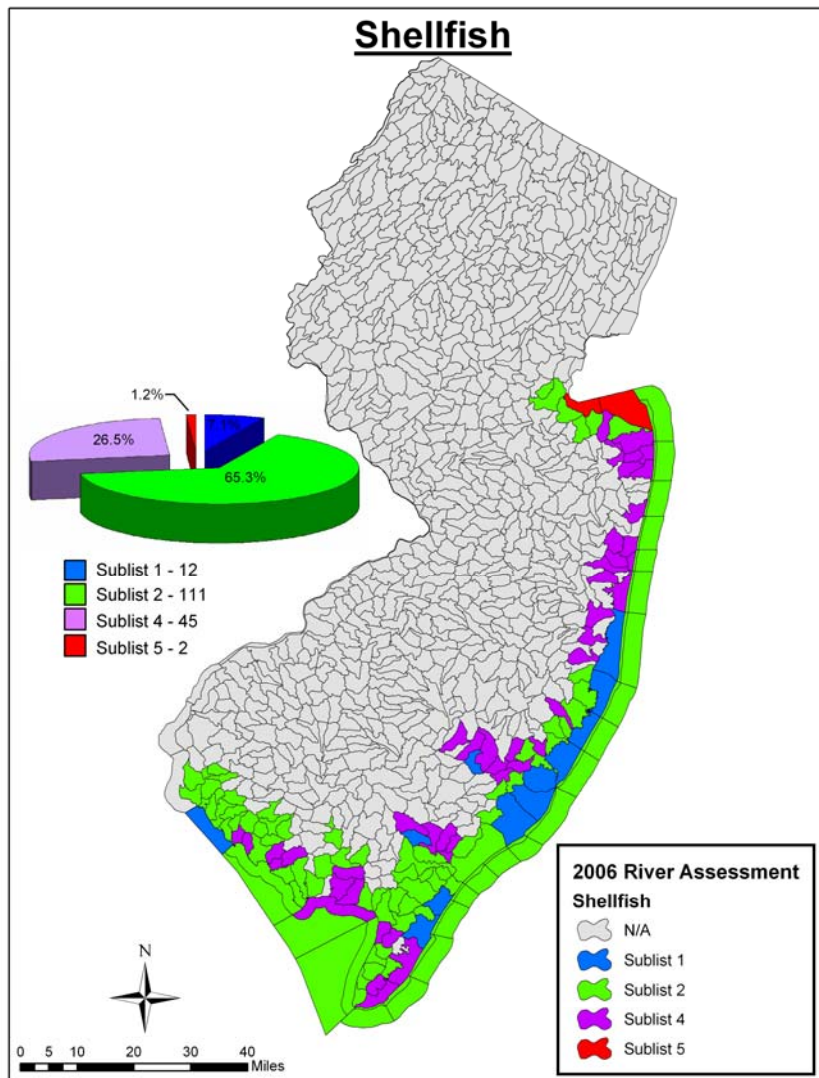 Shellfish
1.2%
7.1%
26.5%
65.3%
Sublist 1 - 12
Sublist 2 - 111
Sublist 4 - 45
Sublist 5 - 2
N
0 5 10 20 30 40
Miles
2006 River Assessment
Shellfish
N/A
Sublist 1
Sublist 2
Sublist 4
Sublist 5